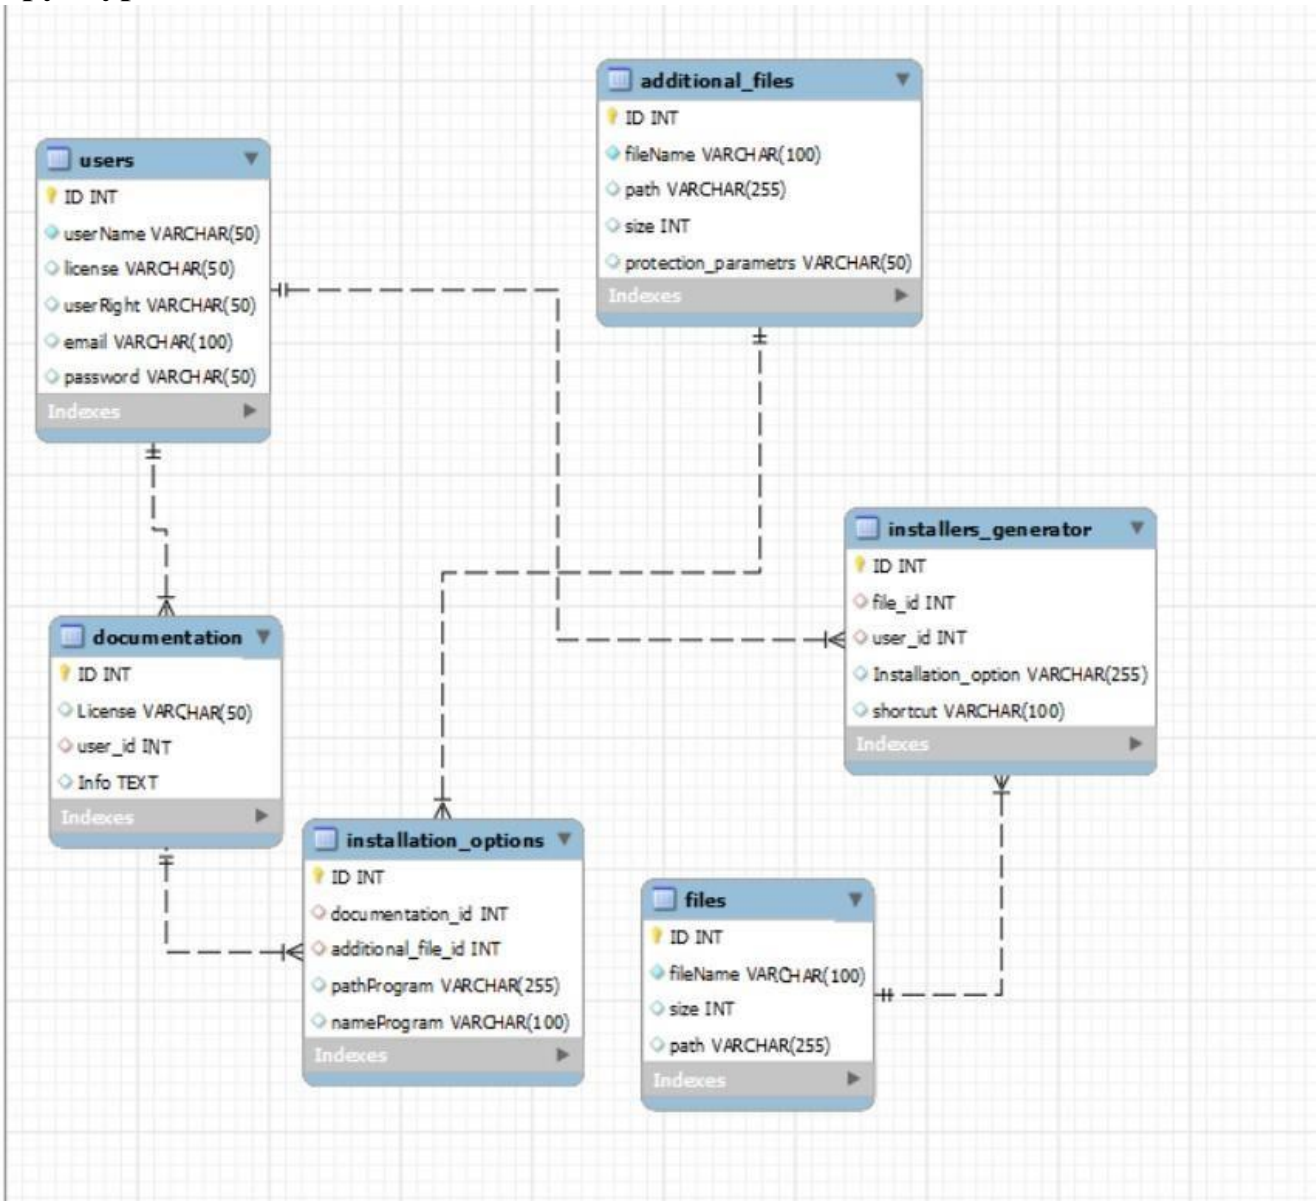 additional_files
ID INT
fileName VARCHAR(100)
path VARCHAR(255)
size INT
protection_parametrs VARCHAR(50)
Indexes
users
ID INT
userName VARCHAR(50)
license VARCHAR(50)
userRight VARCHAR(50)
email VARCHAR(100)
password VARCHAR(50)
Indexes
installers_generator
ID INT
file_id INT
user_id INT
Installation_option VARCHAR(255)
shortcut VARCHAR(100)
Indexes
documentation
ID INT
License VARCHAR(50)
user_id INT
Info TEXT
Indexes
installation_options
ID INT
documentation_id INT
additional_file_id INT
pathProgram VARCHAR(255)
nameProgram VARCHAR(100)
Indexes
files
ID INT
fileName VARCHAR(100)
size INT
path VARCHAR(255)
Indexes